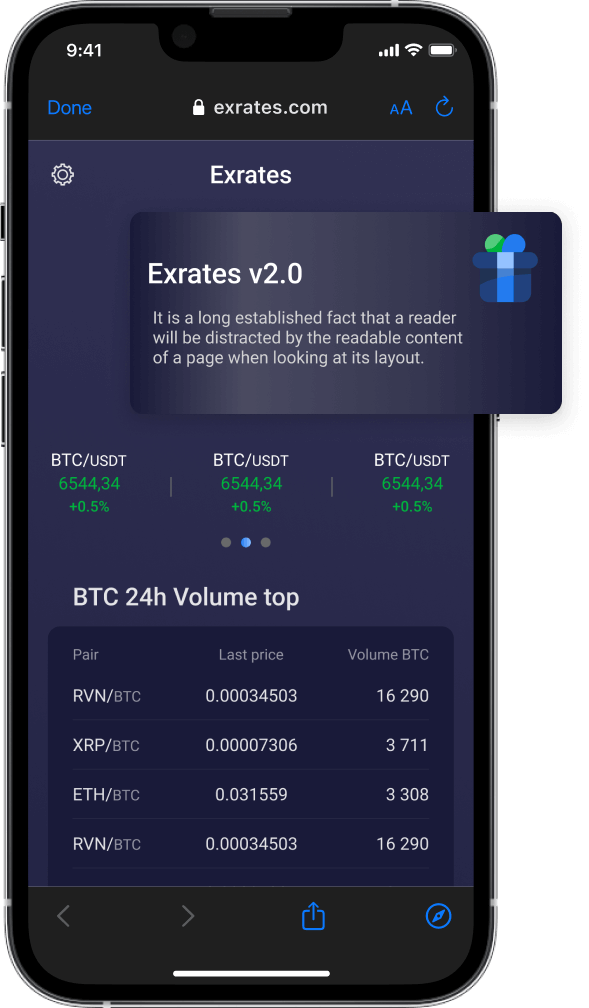 9:41
Done
exrates.com
AA
Exrates
Exrates v2.0
It is a long established fact that a reader
will be distracted by the readable content
of a page when looking at its layout.
BTC/USDT BTC/USDT BTC/USDT
6544,34 6544,34 6544,34
+0.5% +0.5% +0.5%
BTC 24h Volume top
Pair Last price Volume BTC
RVN/BTC 0.00034503 16 290
XRP/BTC 0.00007306 3 711
ETH/BTC 0.031559 3 308
RVN/BTC 0.00034503 16 290